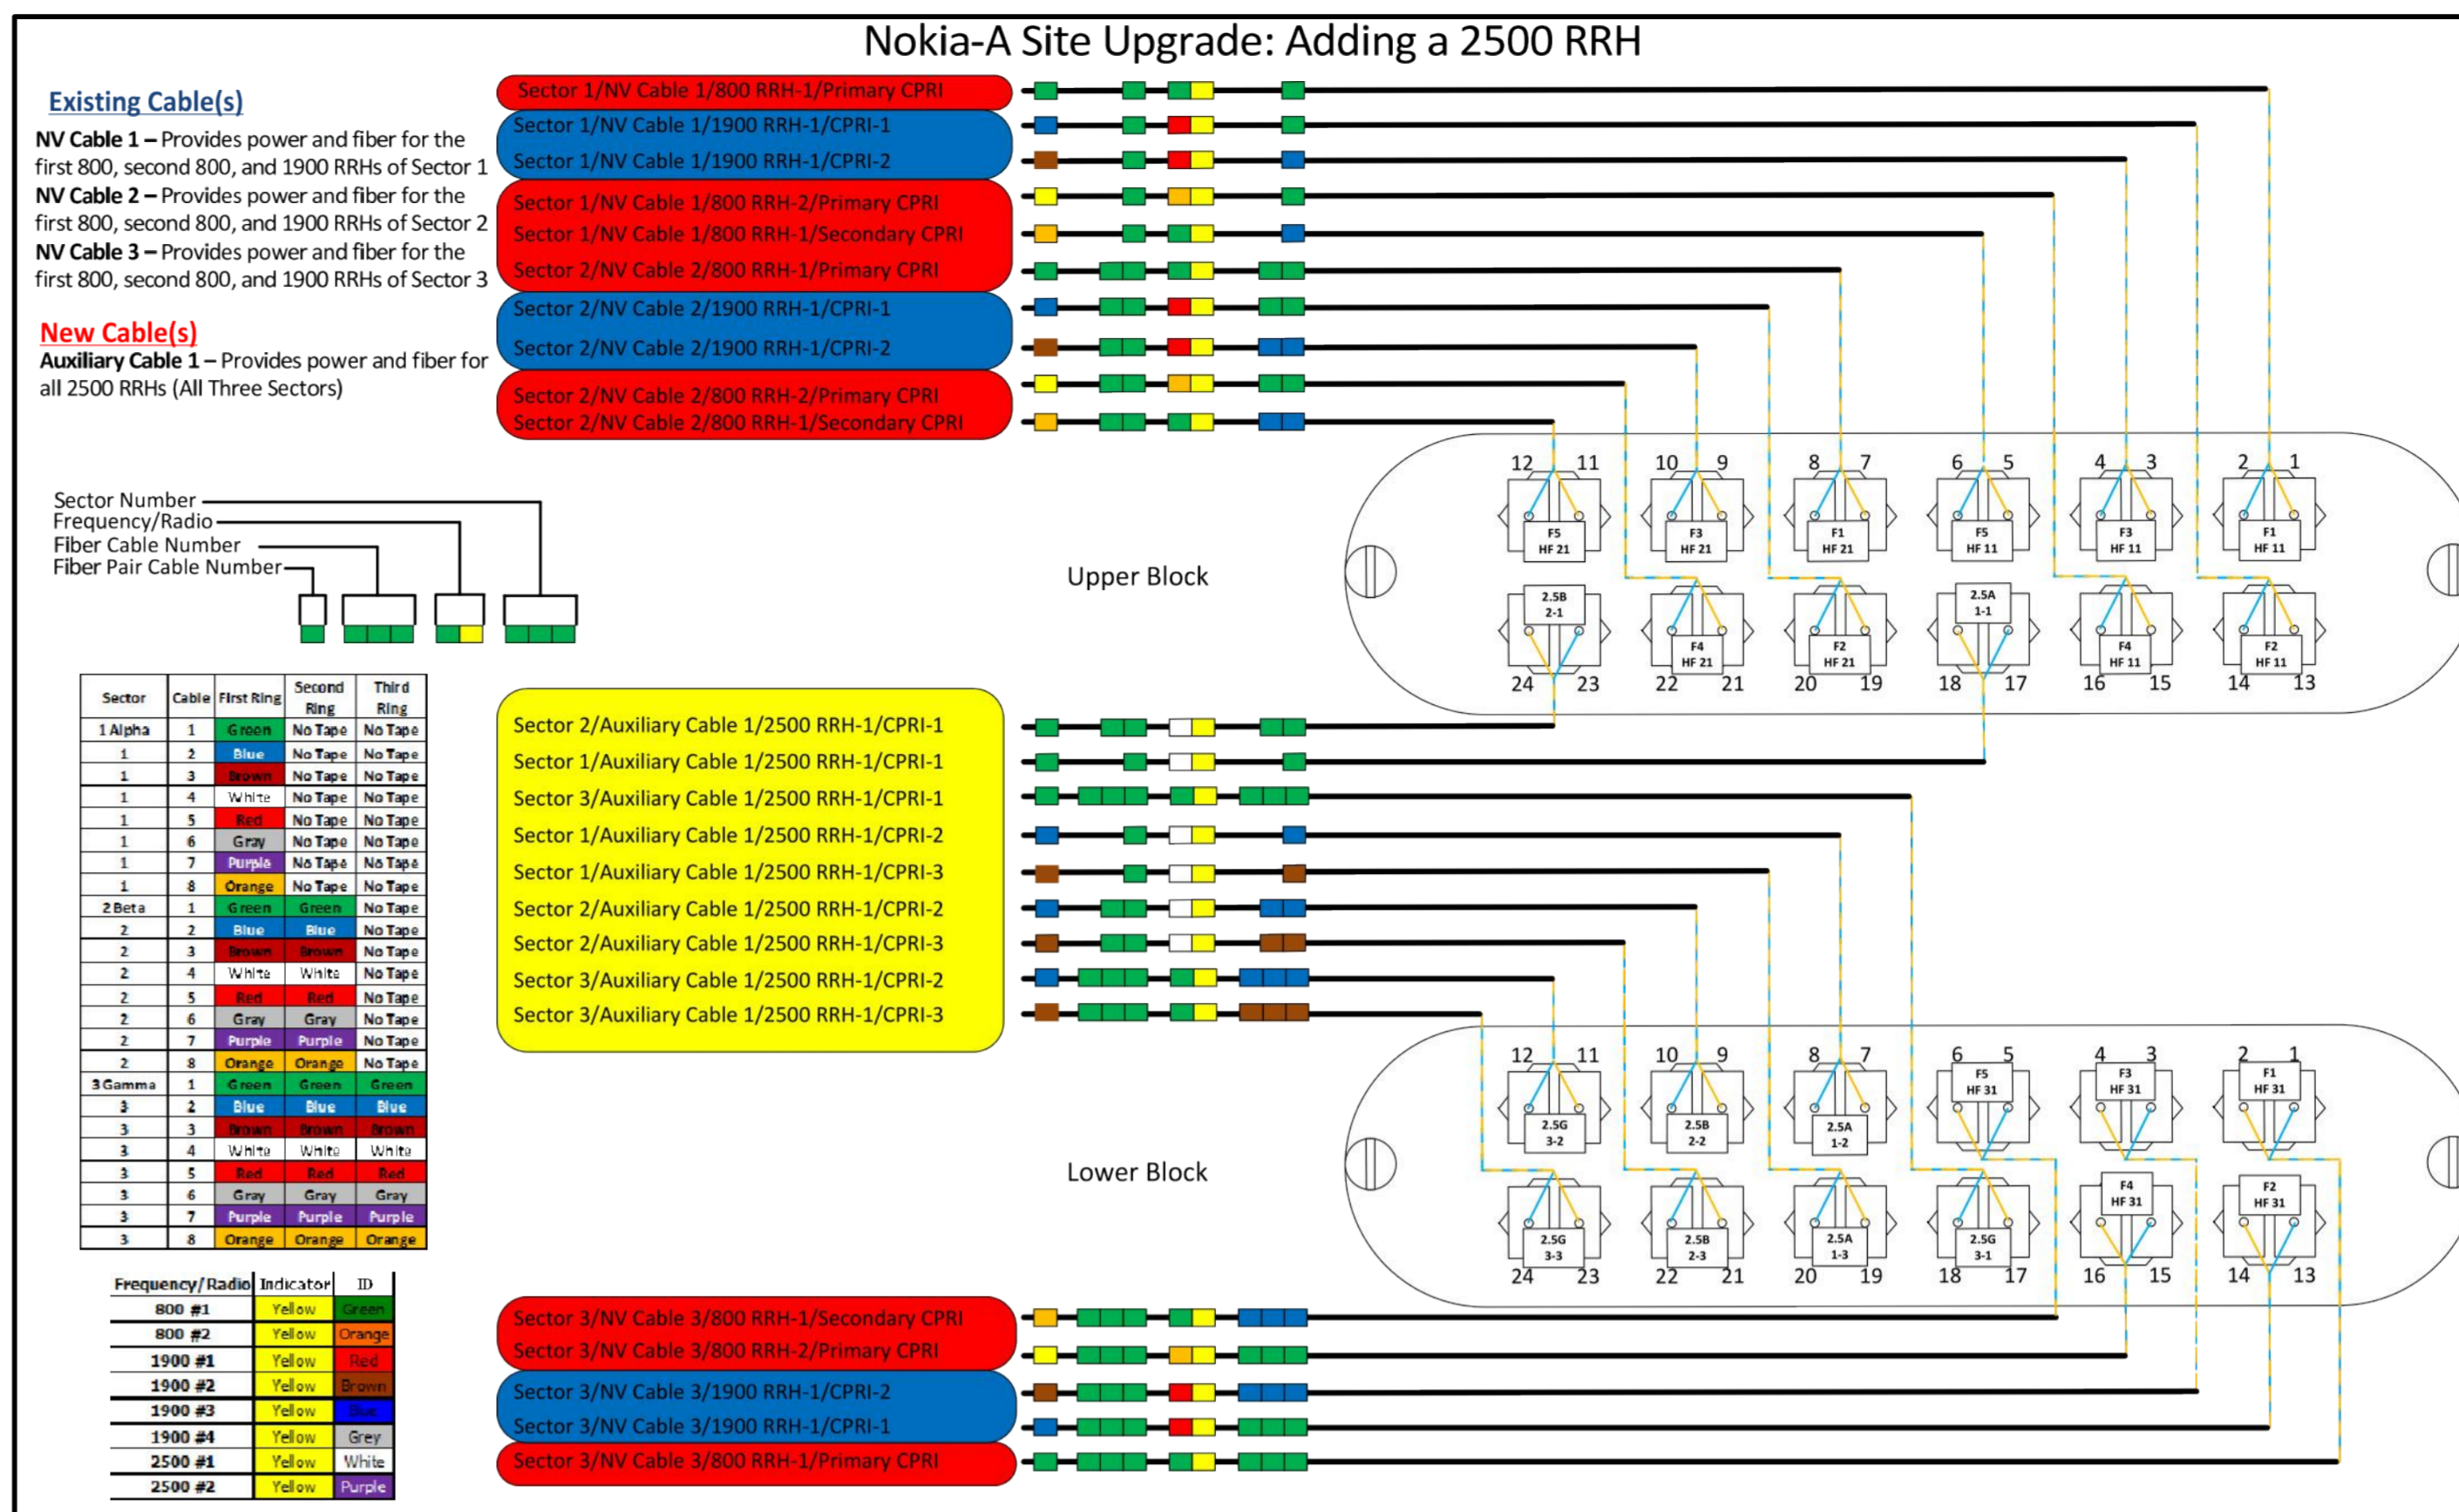 Nokia-A Site Upgrade: Adding a 2500 RRH
Existing Cable(s)
NV Cable 1 – Provides power and fiber for the
first 800, second 800, and 1900 RRHs of Sector 1
NV Cable 2 – Provides power and fiber for the
first 800, second 800, and 1900 RRHs of Sector 2
NV Cable 3 – Provides power and fiber for the
first 800, second 800, and 1900 RRHs of Sector 3
New Cable(s)
Auxiliary Cable 1 – Provides power and fiber for
all 2500 RRHs (All Three Sectors)
Sector 1/NV Cable 1/800 RRH-1/Primary CPRI
Sector 1/NV Cable 1/1900 RRH-1/CPRI-1
Sector 1/NV Cable 1/1900 RRH-1/CPRI-2
Sector 1/NV Cable 1/800 RRH-2/Primary CPRI
Sector 1/NV Cable 1/800 RRH-1/Secondary CPRI
Sector 2/NV Cable 2/800 RRH-1/Primary CPRI
Sector 2/NV Cable 2/1900 RRH-1/CPRI-1
Sector 2/NV Cable 2/1900 RRH-1/CPRI-2
Sector 2/NV Cable 2/800 RRH-2/Primary CPRI
Sector 2/NV Cable 2/800 RRH-1/Secondary CPRI
Sector Number
Frequency/Radio
Fiber Cable Number
Fiber Pair Cable Number
Upper Block
12 11 10 9 8 7 6 5 4 3 2 1
F5 F3 F1 F5 F3 F1
HF 21 HF 21 HF 21 HF 11 HF 11 HF 11
2.5B F4 F2 2.5A F4 F2
2-1 HF 21 HF 21 1-1 HF 11 HF 11
24 23 22 21 20 19 18 17 16 15 14 13
Sector Cable First Ring Second Ring Third Ring
1 Alpha 1 Green No Tape No Tape
1 2 Blue No Tape No Tape
1 3 Brown No Tape No Tape
1 4 White No Tape No Tape
1 5 Red No Tape No Tape
1 6 Gray No Tape No Tape
1 7 Purple No Tape No Tape
1 8 Orange No Tape No Tape
2 Beta 1 Green Green No Tape
2 2 Blue Blue No Tape
2 3 Brown Brown No Tape
2 4 White White No Tape
2 5 Red Red No Tape
2 6 Gray Gray No Tape
2 7 Purple Purple No Tape
2 8 Orange Orange No Tape
3 Gamma 1 Green Green Green
3 2 Blue Blue Blue
3 3 Brown Brown Brown
3 4 White White White
3 5 Red Red Red
3 6 Gray Gray Gray
3 7 Purple Purple Purple
3 8 Orange Orange Orange
Sector 2/Auxiliary Cable 1/2500 RRH-1/CPRI-1
Sector 1/Auxiliary Cable 1/2500 RRH-1/CPRI-1
Sector 3/Auxiliary Cable 1/2500 RRH-1/CPRI-1
Sector 1/Auxiliary Cable 1/2500 RRH-1/CPRI-2
Sector 1/Auxiliary Cable 1/2500 RRH-1/CPRI-3
Sector 2/Auxiliary Cable 1/2500 RRH-1/CPRI-2
Sector 2/Auxiliary Cable 1/2500 RRH-1/CPRI-3
Sector 3/Auxiliary Cable 1/2500 RRH-1/CPRI-2
Sector 3/Auxiliary Cable 1/2500 RRH-1/CPRI-3
Lower Block
12 11 10 9 8 7 6 5 4 3 2 1
2.5G 2.5B 2.5A F5 F3 F1
3-2 2-2 1-2 HF 31 HF 31 HF 31
2.5G 2.5B 2.5A 2.5G F4 F2
3-3 2-3 1-3 3-1 HF 31 HF 31
24 23 22 21 20 19 18 17 16 15 14 13
Frequency/Radio Indicator ID
800 #1 Yellow Green
800 #2 Yellow Orange
1900 #1 Yellow Red
1900 #2 Yellow Brown
1900 #3 Yellow Blue
1900 #4 Yellow Grey
2500 #1 Yellow White
2500 #2 Yellow Purple
Sector 3/NV Cable 3/800 RRH-1/Secondary CPRI
Sector 3/NV Cable 3/800 RRH-2/Primary CPRI
Sector 3/NV Cable 3/1900 RRH-1/CPRI-2
Sector 3/NV Cable 3/1900 RRH-1/CPRI-1
Sector 3/NV Cable 3/800 RRH-1/Primary CPRI